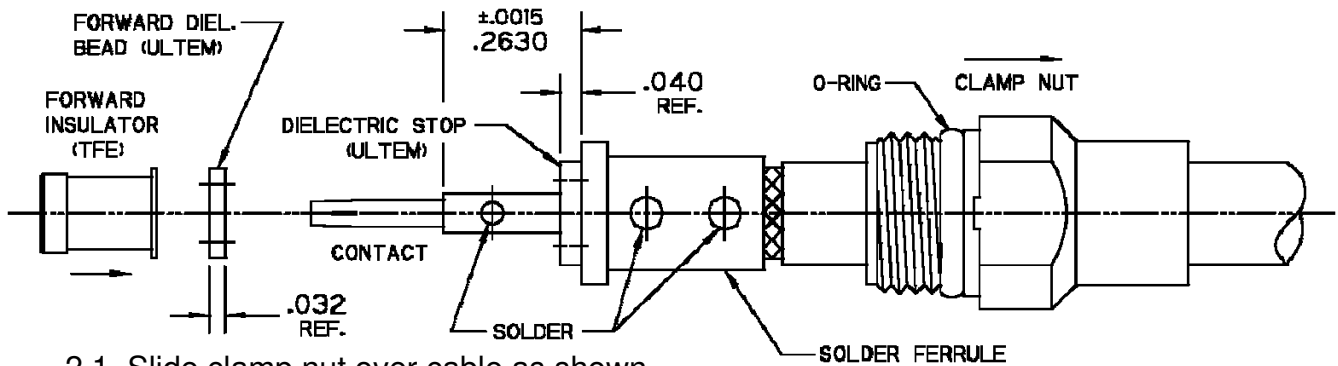 FORWARD DIEL.
BEAD (ULTEM)
±.0015
.2630
.040
REF.
O-RING
CLAMP NUT
FORWARD
INSULATOR
(TFE)
DIELECTRIC STOP
(ULTEM)
CONTACT
.032
REF.
SOLDER
SOLDER FERRULE
2.1 Slide clamp nut over cable as shown